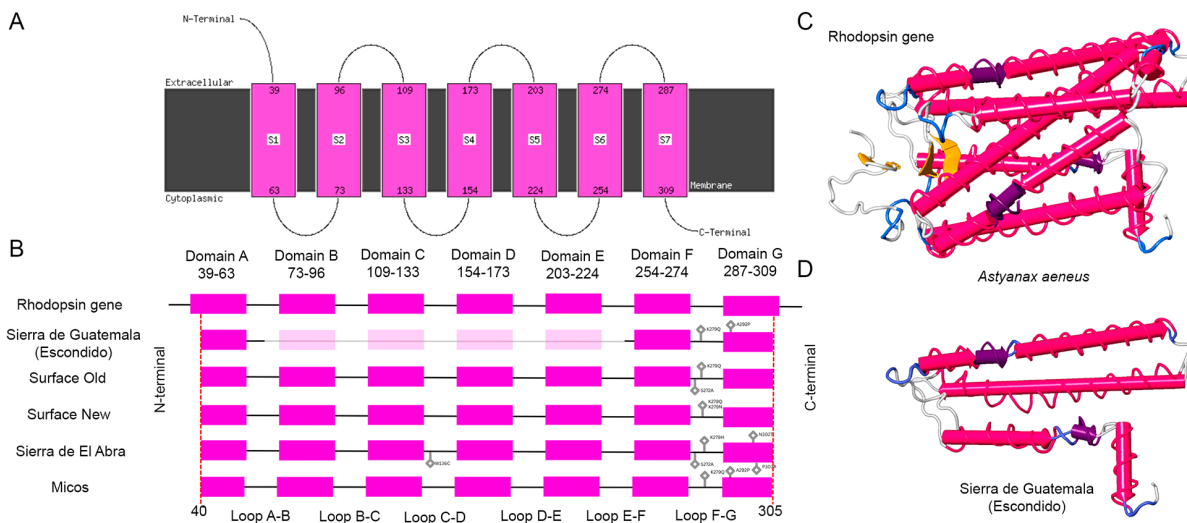 A
N-Terminal
Extracellular
39 96 109 173 203 274 287
S1 S2 S3 S4 S5 S6 S7
63 73 133 154 224 254 309
Membrane
Cytoplasmic
C-Terminal
B
Domain A Domain B Domain C Domain D Domain E Domain F Domain G
39-63 73-96 109-133 154-173 203-224 254-274 287-309
Rhodopsin gene
Sierra de Guatemala
(Escondido)
K279Q A292P
Surface Old
K279Q
S272A
Surface New
K279Q
K279N
Sierra de El Abra
K279H
M136C
S272A
Micos
K279Q A292P
N-terminal
C-terminal
40 Loop A-B Loop B-C Loop C-D Loop D-E Loop E-F Loop F-G 305
C
Rhodopsin gene
Astyanax aeneus
D
Sierra de Guatemala
(Escondido)